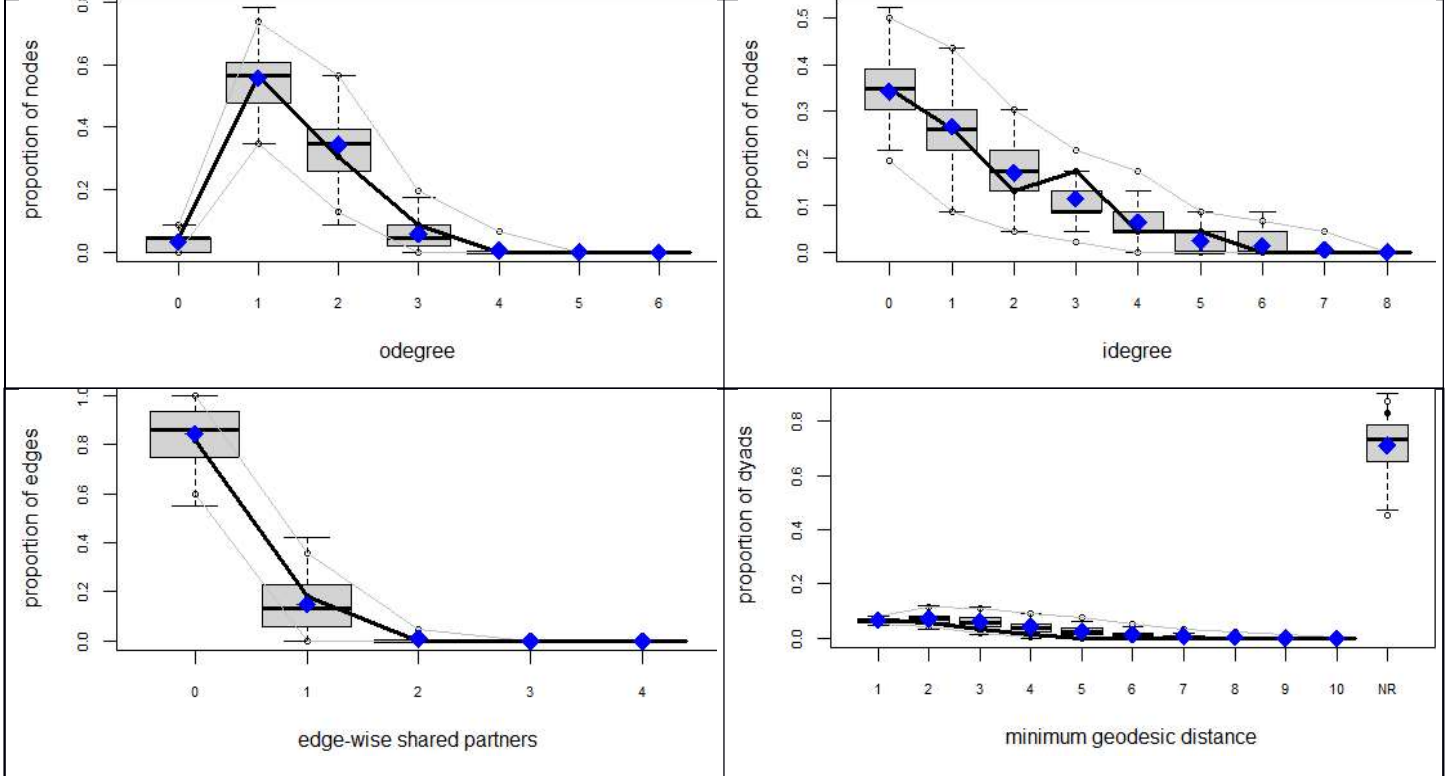 proportion of nodes
0.0 0.2 0.4 0.6
0 1 2 3 4 5 6
odegree
proportion of nodes
0.0 0.1 0.2 0.3 0.4 0.5
0 1 2 3 4 5 6 7 8
idegree
proportion of edges
0.0 0.2 0.4 0.6 0.8 1.0
0 1 2 3 4
edge-wise shared partners
proportion of dyads
0.0 0.2 0.4 0.6 0.8
1 2 3 4 5 6 7 8 9 10 NR
minimum geodesic distance